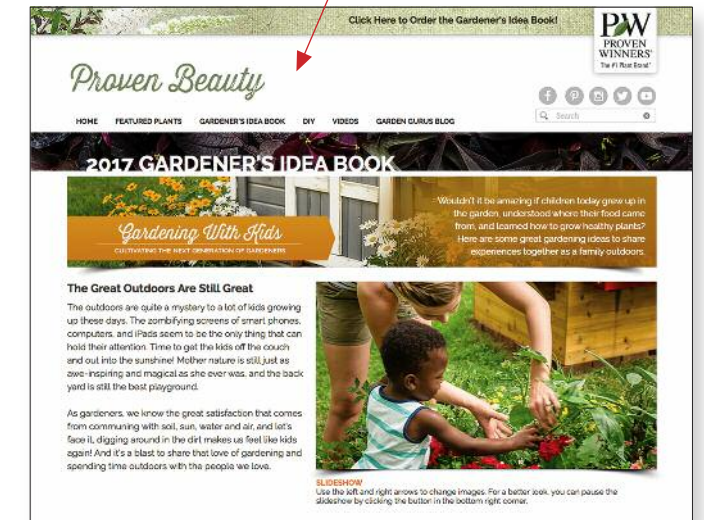 Click Here to Order the Gardener's Idea Book!
PW
PROVEN
WINNERS®
The #1 Plant Brand®
Proven Beauty
HOME FEATURED PLANTS GARDENER'S IDEA BOOK DIY VIDEOS GARDEN GURUS BLOG
Search
2017 GARDENER'S IDEA BOOK
Gardening With Kids
CULTIVATING THE NEXT GENERATION OF GARDENERS
Wouldn't it be amazing if children today grew up in
the garden, understood where their food came
from, and learned how to grow healthy plants?
Here are some great gardening ideas to share
experiences together as a family outdoors.
The Great Outdoors Are Still Great
The outdoors are quite a mystery to a lot of kids growing
up these days. The zombifying screens of smart phones,
computers, and iPads seem to be the only thing that can
hold their attention. Time to get the kids off the couch
and out into the sunshine! Mother nature is still just as
awe-inspiring and magical as she ever was, and the back
yard is still the best playground.
As gardeners, we know the great satisfaction that comes
from communing with soil, sun, water and air, and let's
face it, digging around in the dirt makes us feel like kids
again! And it's a blast to share that love of gardening and
spending time outdoors with the people we love.
SLIDESHOW
Use the left and right arrows to change images. For a better look, you can pause the
slideshow by clicking the button in the bottom right corner.